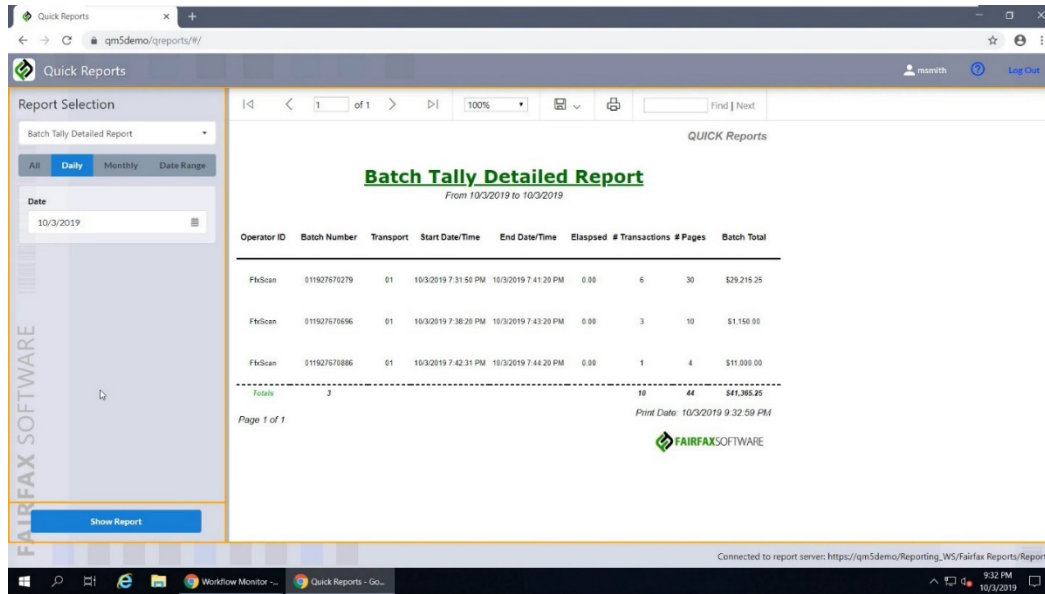 Quick Reports
qm5demo/qreports/#/
Quick Reports
msmith
Log Out
Report Selection
1 of 1 100% Find | Next
Batch Tally Detailed Report
QUICK Reports
All Daily Monthly Date Range
Batch Tally Detailed Report
From 10/3/2019 to 10/3/2019
Date
10/3/2019
Operator ID Batch Number Transport Start Date/Time End Date/Time Elaspsed # Transactions # Pages Batch Total
FfxScan 011927670279 01 10/3/2019 7:31:50 PM 10/3/2019 7:41:20 PM 0.00 6 30 $29,215.25
FfxScan 011927670696 01 10/3/2019 7:38:20 PM 10/3/2019 7:43:20 PM 0.00 3 10 $1,150.00
FfxScan 011927670886 01 10/3/2019 7:42:31 PM 10/3/2019 7:44:20 PM 0.00 1 4 $11,000.00
Totals 3 10 44 $41,365.25
Page 1 of 1
Print Date: 10/3/2019 9:32:59 PM
FAIRFAXSOFTWARE
FAIRFAX SOFTWARE
Show Report
Connected to report server: https://qm5demo/Reporting_WS/Fairfax Reports/Report
Workflow Monitor -... Quick Reports - Go...
9:32 PM
10/3/2019